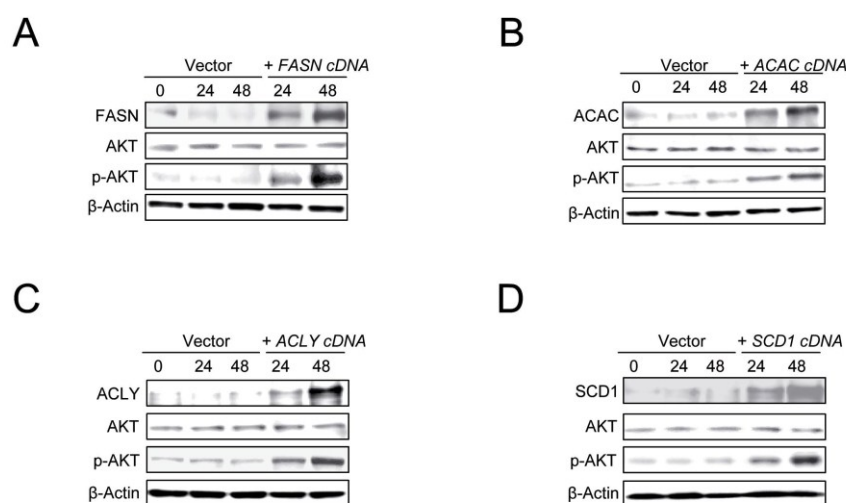 A
Vector + FASN cDNA
0 24 48 24 48
FASN
AKT
p-AKT
β-Actin
B
Vector + ACAC cDNA
0 24 48 24 48
ACAC
AKT
p-AKT
β-Actin
C
Vector + ACLY cDNA
0 24 48 24 48
ACLY
AKT
p-AKT
β-Actin
D
Vector + SCD1 cDNA
0 24 48 24 48
SCD1
AKT
p-AKT
β-Actin